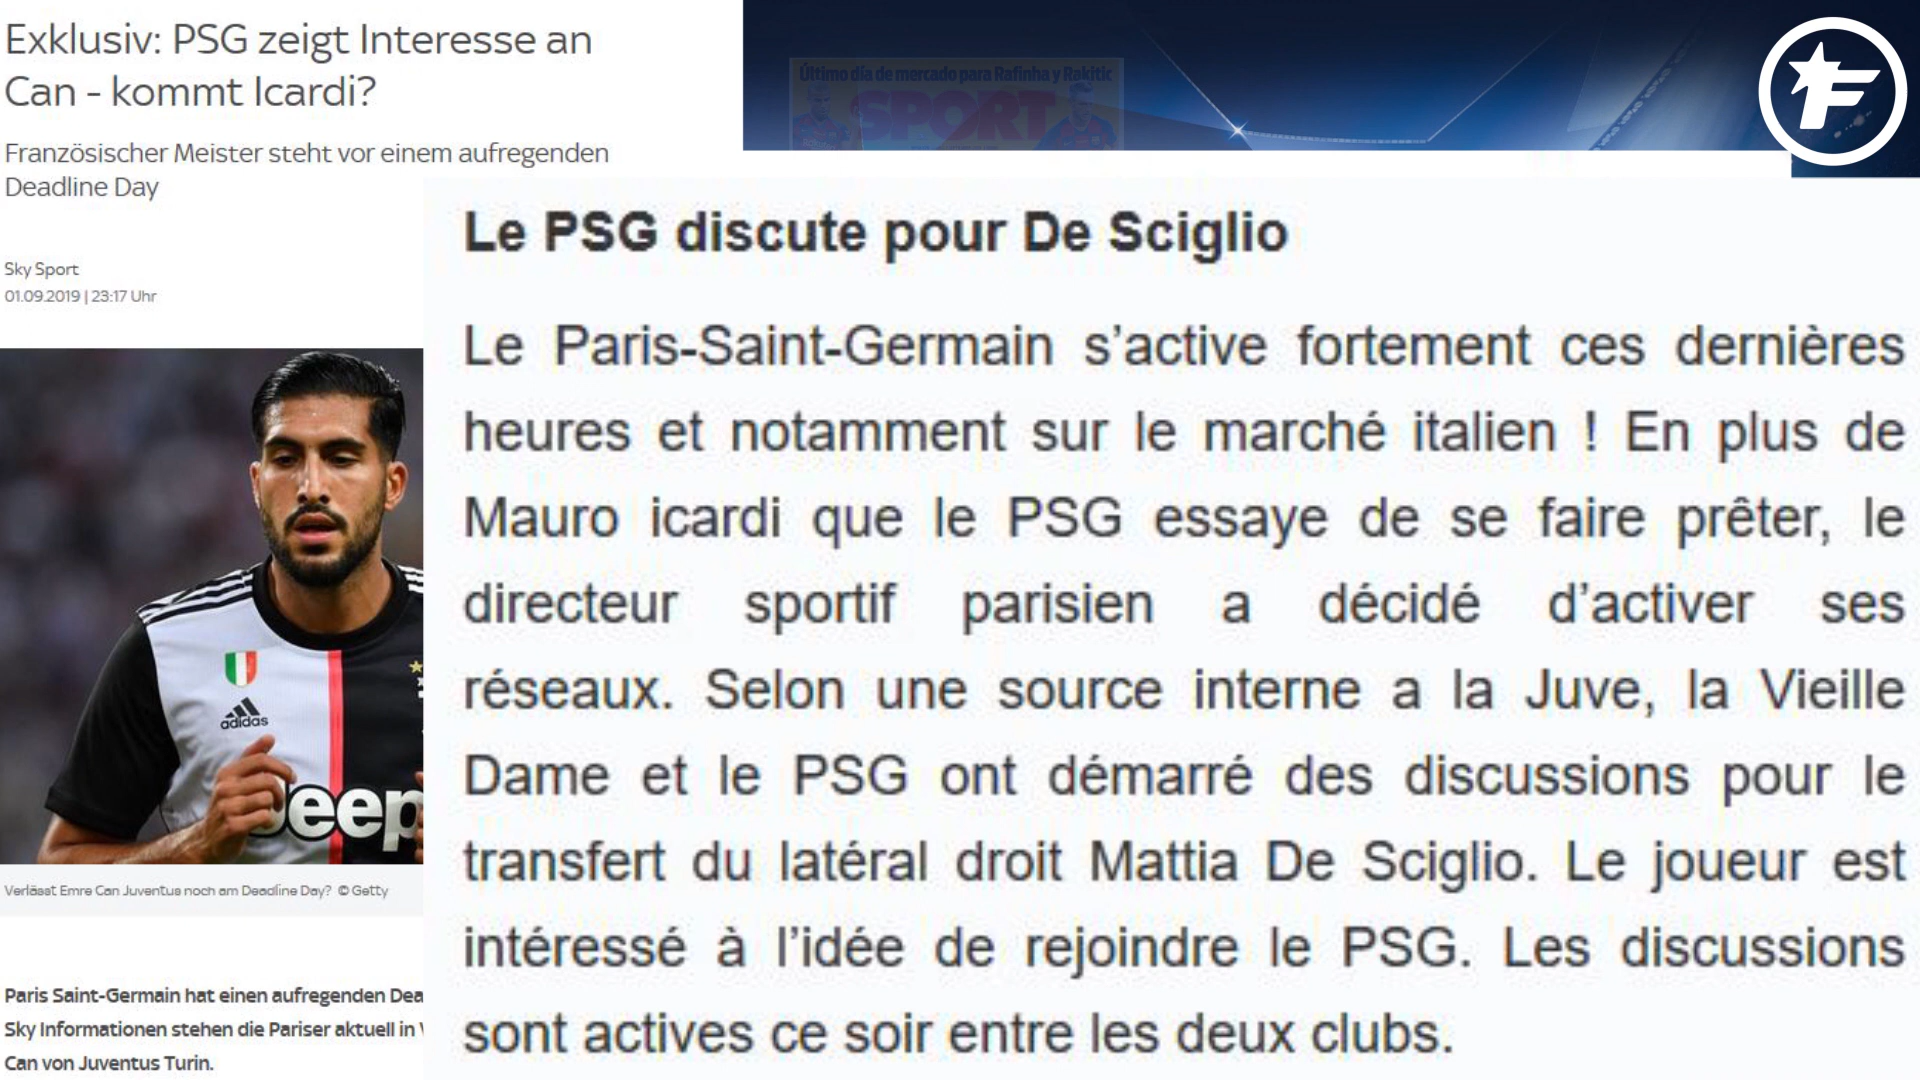 Exklusiv: PSG zeigt Interesse an
Can - kommt Icardi?
Französischer Meister steht vor einem aufregenden
Deadline Day
Sky Sport
01.09.2019 | 23:17 Uhr
adidas
Jeep
Verlässt Emre Can Juventus noch am Deadline Day? © Getty
Paris Saint-Germain hat einen aufregenden Dea
Sky Informationen stehen die Pariser aktuell in
Can von Juventus Turin.
Último día de mercado para Rafinha y Rakitic
SPORT
F
Le PSG discute pour De Sciglio
Le Paris-Saint-Germain s’active fortement ces dernières
heures et notamment sur le marché italien ! En plus de
Mauro icardi que le PSG essaye de se faire prêter, le
directeur sportif parisien a décidé d’activer ses
réseaux. Selon une source interne a la Juve, la Vieille
Dame et le PSG ont démarré des discussions pour le
transfert du latéral droit Mattia De Sciglio. Le joueur est
intéressé à l’idée de rejoindre le PSG. Les discussions
sont actives ce soir entre les deux clubs.